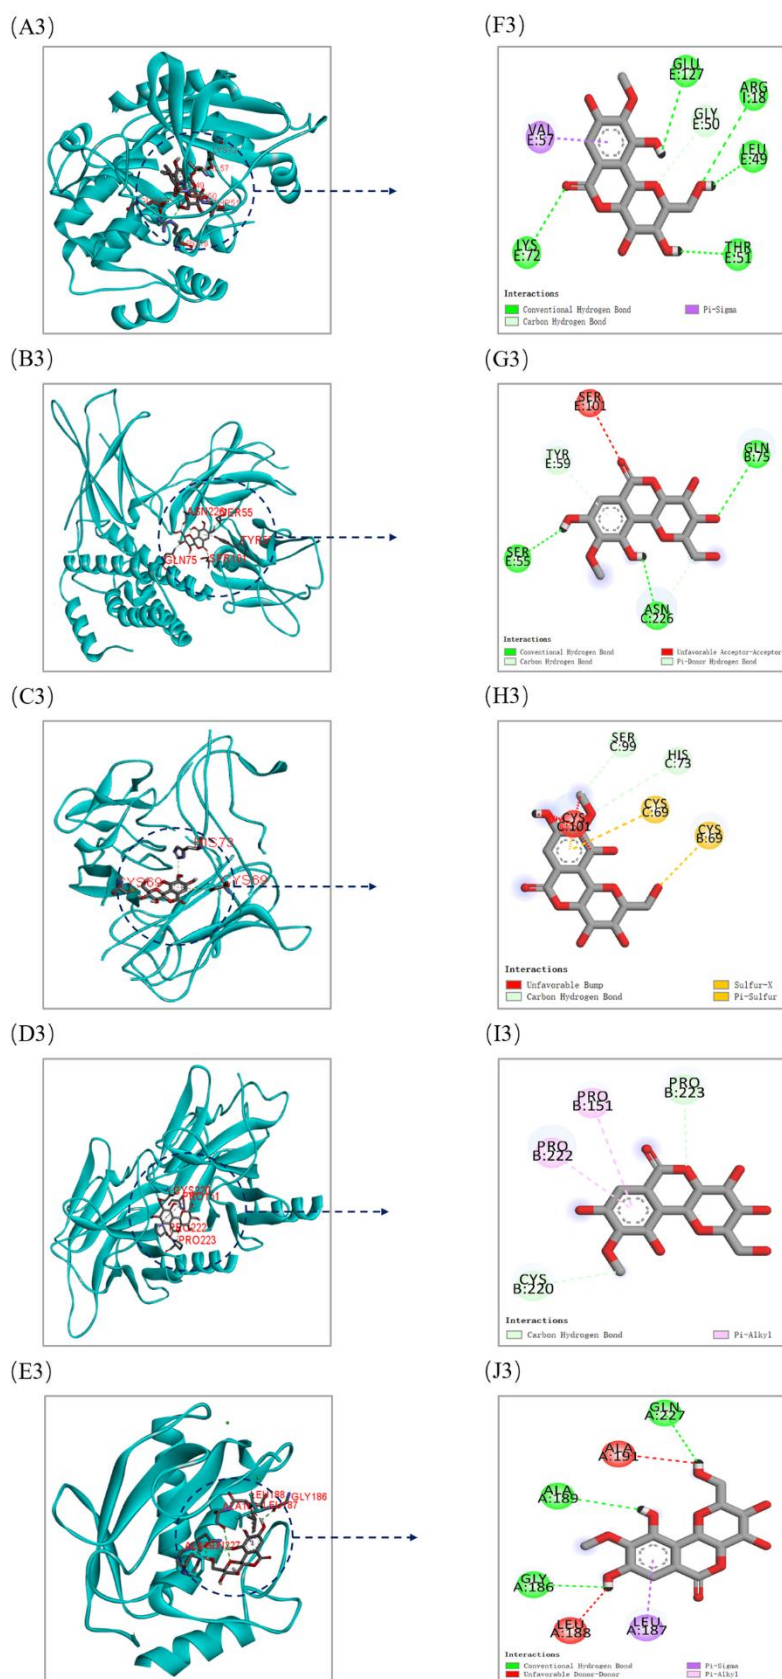 (A3)
(F3)
GLU
E:127
ARG
I:18
GLY
E:50
VAL
E:57
LEU
E:49
LYS
E:72
THR
E:51
Interactions
Conventional Hydrogen Bond
Pi-Sigma
Carbon Hydrogen Bond
(B3)
(G3)
ASN226
SER55
GLN75
SER101
SER
E:101
GLN
B:75
TYR
E:59
SER
E:55
ASN
C:226
Interactions
Conventional Hydrogen Bond
Unfavorable Acceptor-Acceptor
Carbon Hydrogen Bond
Pi-Donor Hydrogen Bond
(C3)
(H3)
HIS73
CYS69
CYS69
SER
C:99
HIS
C:73
CYS
C:69
CYS
C:101
CYS
B:69
Interactions
Unfavorable Bump
Sulfur-X
Carbon Hydrogen Bond
Pi-Sulfur
(D3)
(I3)
CYS220
PRO151
PRO222
PRO223
PRO
B:223
PRO
B:151
PRO
B:222
CYS
B:220
Interactions
Carbon Hydrogen Bond
Pi-Alkyl
(E3)
(J3)
LEU188
GLY186
LEU187
GLN227
GLN
A:227
ALA
A:191
ALA
A:189
GLY
A:186
LEU
A:188
LEU
A:187
Interactions
Conventional Hydrogen Bond
Pi-Sigma
Unfavorable Donor-Donor
Pi-Alkyl